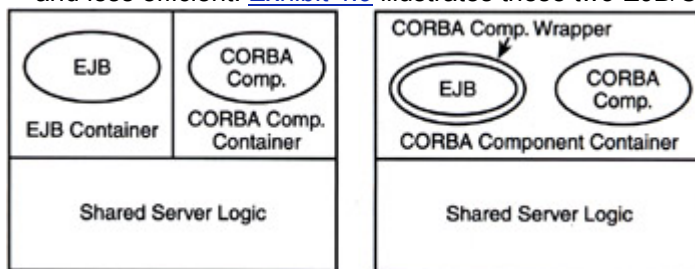 and less efficient. Exhibit 4.6 illustrates these two EJB/C
EJB
CORBA
Comp.
EJB Container
CORBA Comp.
Container
Shared Server Logic
CORBA Comp. Wrapper
EJB
CORBA
Comp.
CORBA Component Container
Shared Server Logic